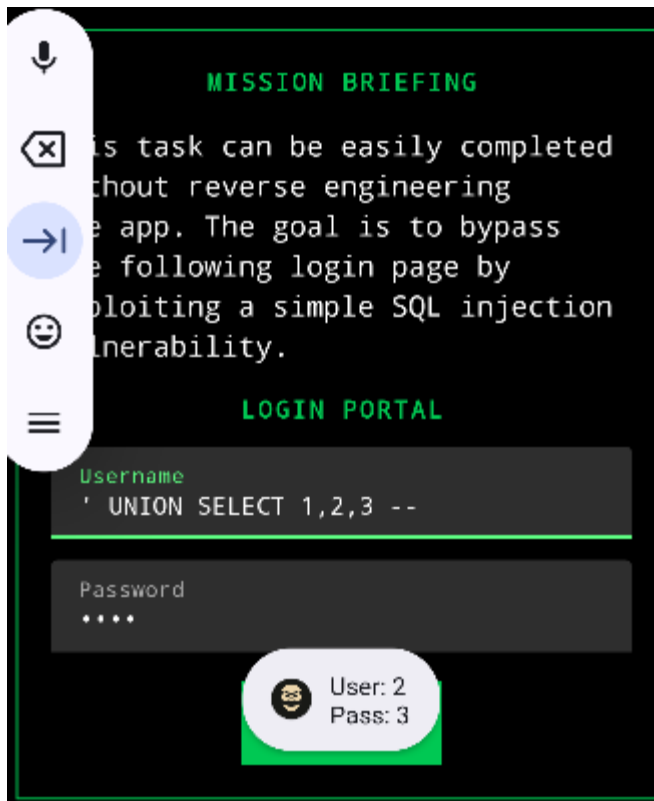 MISSION BRIEFING
is task can be easily completed
thout reverse engineering
e app. The goal is to bypass
e following login page by
ploiting a simple SQL injection
lnerability.
LOGIN PORTAL
Username
' UNION SELECT 1,2,3 --
Password
••••
User: 2
Pass: 3